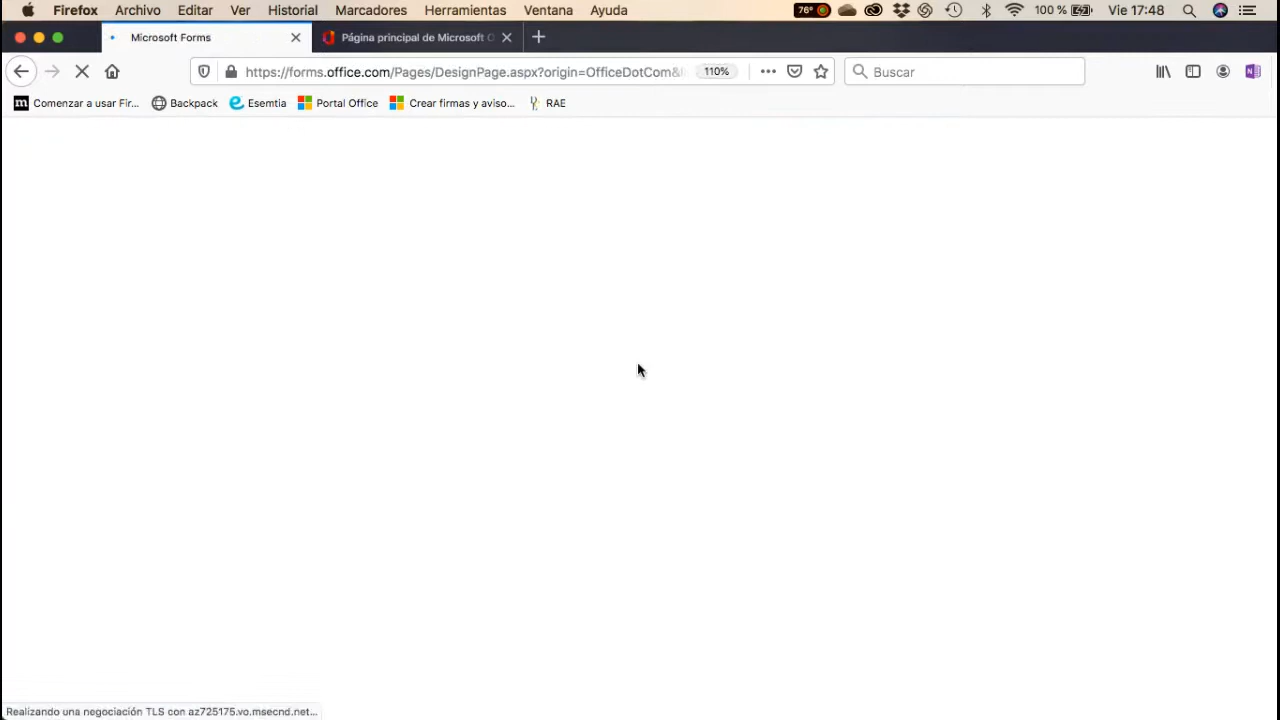 Firefox Archivo Editar Ver Historial Marcadores Herramientas Ventana Ayuda 76° 100 % Vie 17:48
Microsoft Forms Página principal de Microsoft O
https://forms.office.com/Pages/DesignPage.aspx?origin=OfficeDotCom& 110% Buscar
m Comenzar a usar Fir... Backpack e Esemtia Portal Office Crear firmas y aviso... RAE
Realizando una negociación TLS con az725175.vo.msecnd.net...